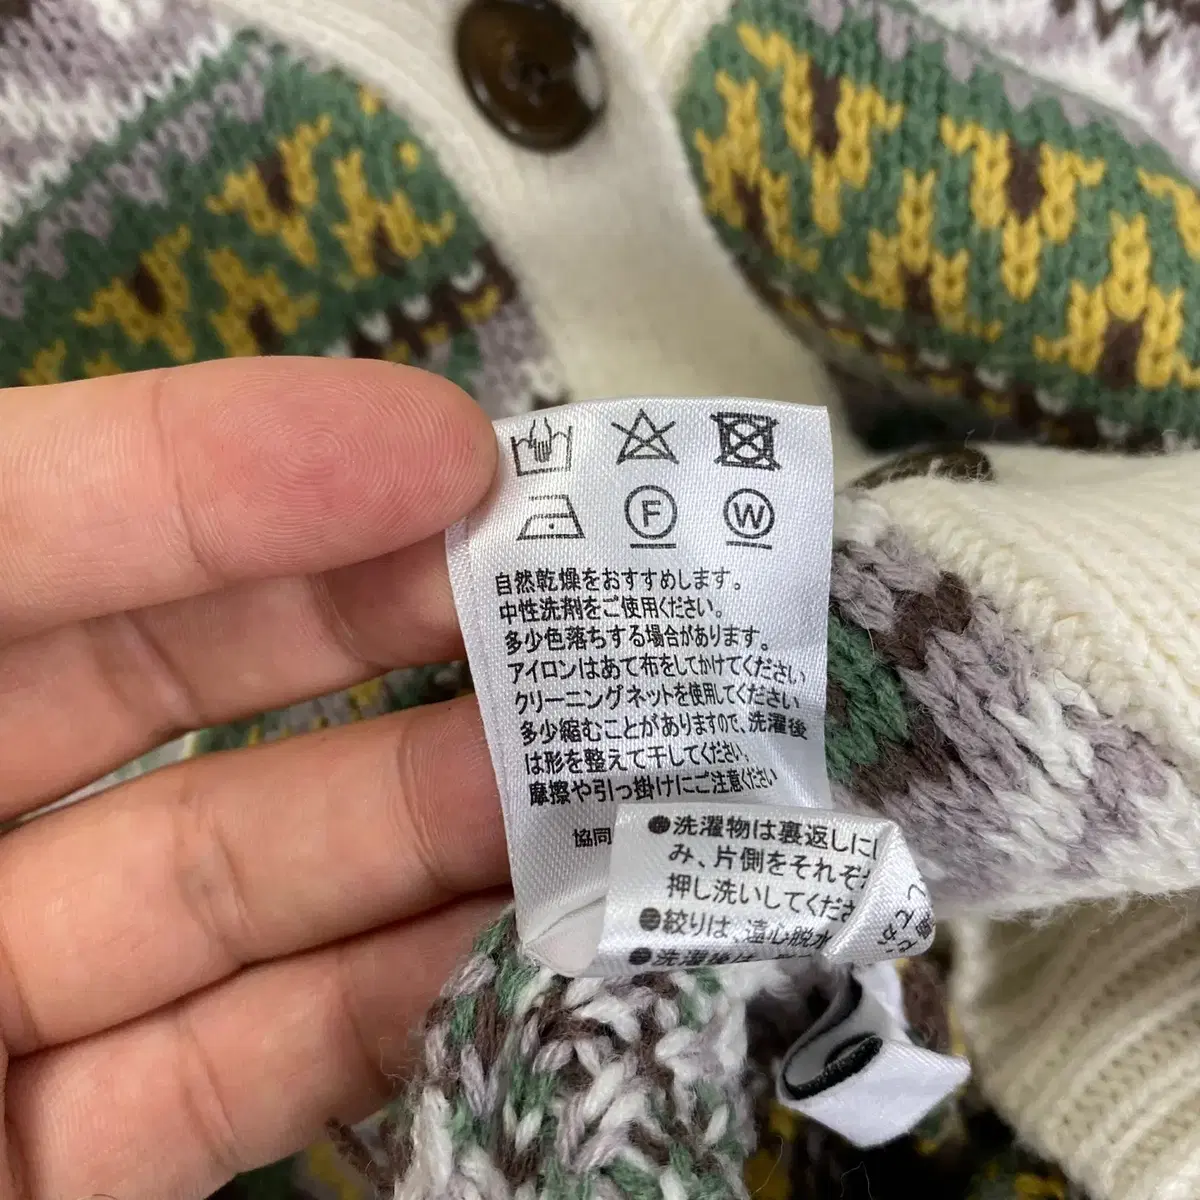 F W
自然乾燥をおすすめします。
中性洗剤をご使用ください。
多少色落ちする場合があります。
アイロンはあて布をしてかけてください
クリーニングネットを使用してください
多少縮むことがありますので、洗濯後
は形を整えて干してください。
摩擦や引っ掛けにご注意ください
協同
●洗濯物は裏返しに
み、片側をそれぞ
押し洗いしてくださ
●絞りは、遠心脱水
●洗濯後は